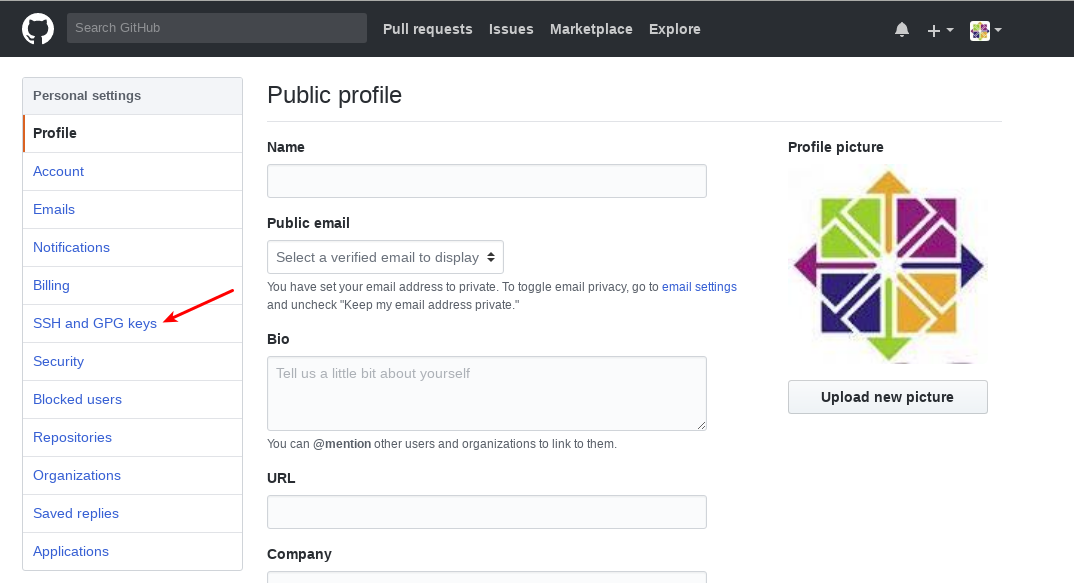 Search GitHub
Pull requests Issues Marketplace Explore
Personal settings
Profile
Account
Emails
Notifications
Billing
SSH and GPG keys
Security
Blocked users
Repositories
Organizations
Saved replies
Applications
Public profile
Name
Public email
Select a verified email to display
You have set your email address to private. To toggle email privacy, go to email settings
and uncheck "Keep my email address private."
Bio
Tell us a little bit about yourself
You can @mention other users and organizations to link to them.
URL
Company
Profile picture
Upload new picture